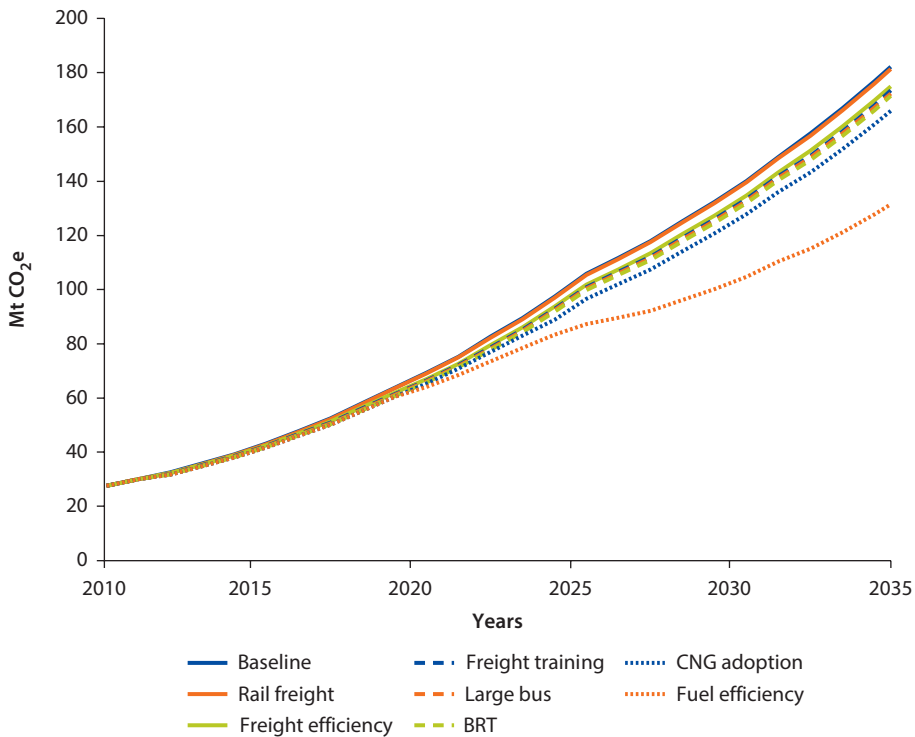 200
180
160
140
120
100
80
60
40
20
0
Mt CO₂e
2010 2015 2020 2025 2030 2035
Years
Baseline Freight training CNG adoption
Rail freight Large bus Fuel efficiency
Freight efficiency BRT